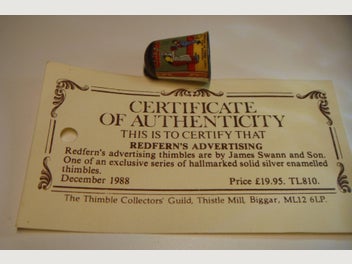 CERTIFICATE
OF AUTHENTICITY
THIS IS TO CERTIFY THAT
REDFERN'S ADVERTISING
Redfern's advertising thimbles are by James Swann and Son.
One of an exclusive series of hallmarked solid silver enamelled
thimbles.
December 1988 Price £19.95. TL810.
The Thimble Collectors' Guild, Thistle Mill, Biggar, ML12 6LP.